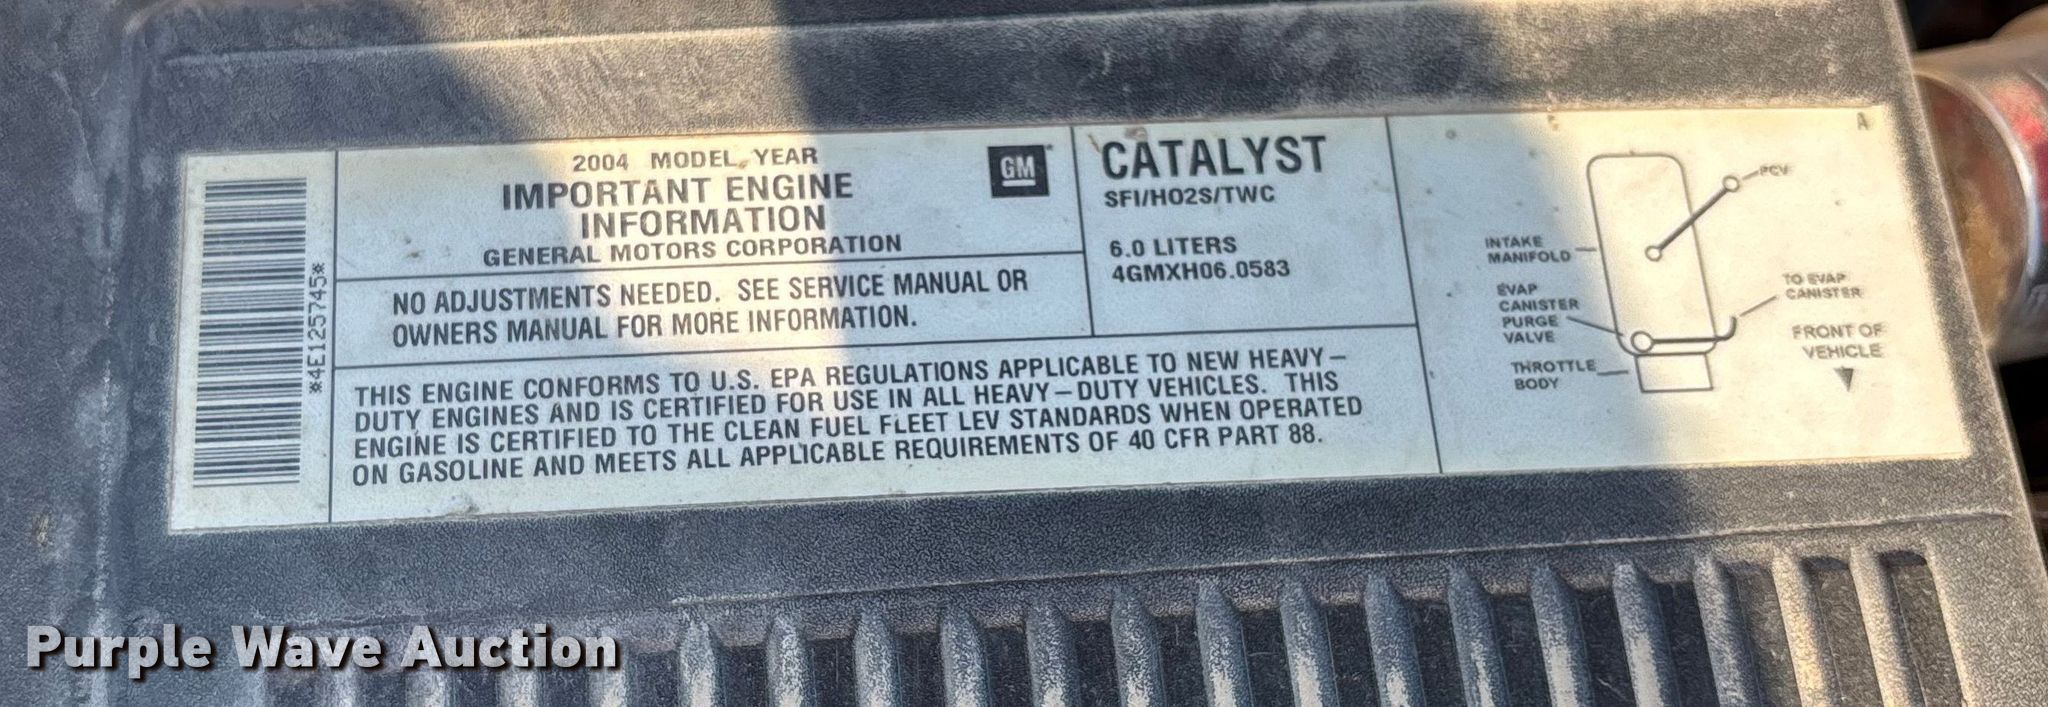 *4E125745*
2004 MODEL YEAR
IMPORTANT ENGINE
INFORMATION
GENERAL MOTORS CORPORATION
GM
NO ADJUSTMENTS NEEDED. SEE SERVICE MANUAL OR
OWNERS MANUAL FOR MORE INFORMATION.
CATALYST
SFI/HO2S/TWC
6.0 LITERS
4GMXH06.0583
THIS ENGINE CONFORMS TO U.S. EPA REGULATIONS APPLICABLE TO NEW HEAVY–
DUTY ENGINES AND IS CERTIFIED FOR USE IN ALL HEAVY–DUTY VEHICLES. THIS
ENGINE IS CERTIFIED TO THE CLEAN FUEL FLEET LEV STANDARDS WHEN OPERATED
ON GASOLINE AND MEETS ALL APPLICABLE REQUIREMENTS OF 40 CFR PART 88.
A
PCV
INTAKE
MANIFOLD
EVAP
CANISTER
PURGE
VALVE
THROTTLE
BODY
TO EVAP
CANISTER
FRONT OF
VEHICLE
Purple Wave Auction